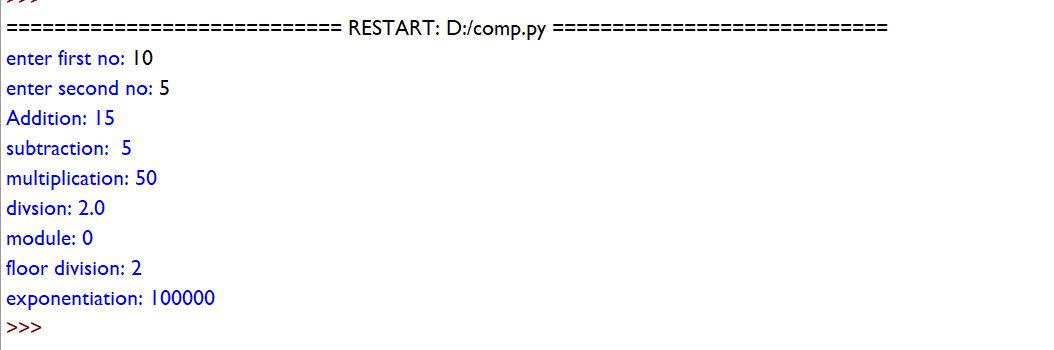 >>>
=========================== RESTART: D:/comp.py ===========================
enter first no: 10
enter second no: 5
Addition: 15
subtraction:  5
multiplication: 50
divsion: 2.0
module: 0
floor division: 2
exponentiation: 100000
>>>